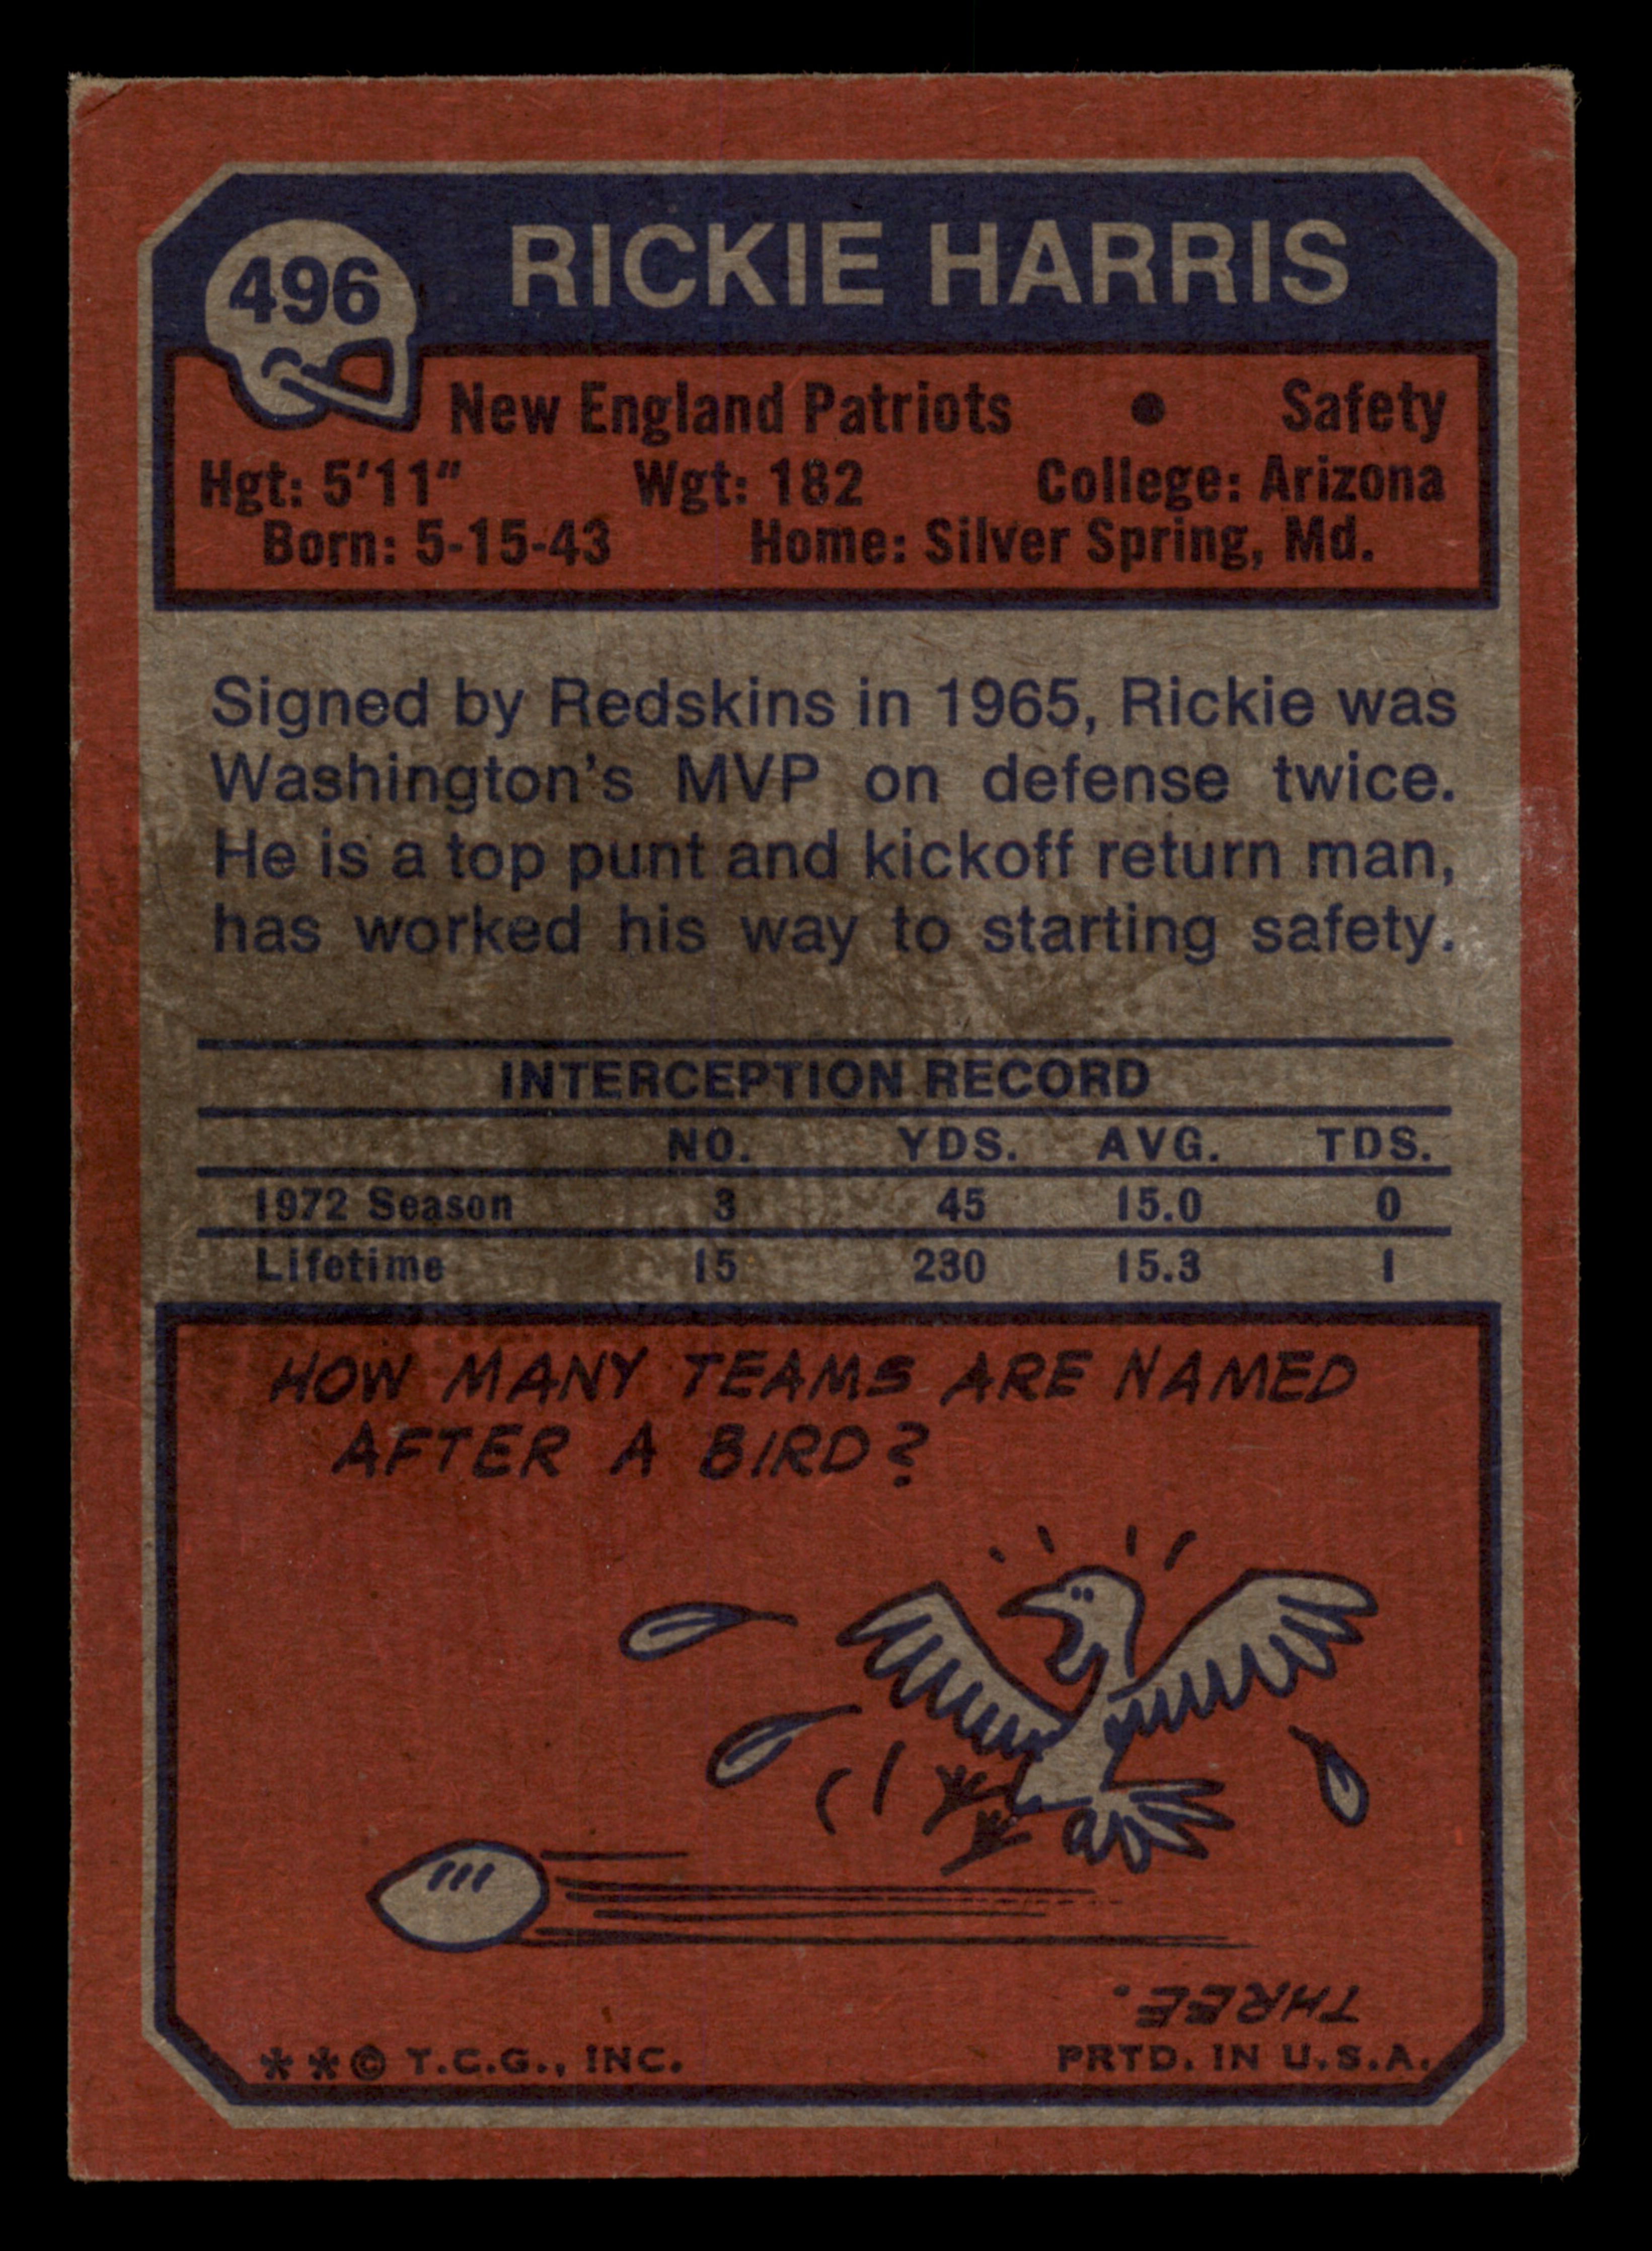 496
RICKIE HARRIS
New England Patriots • Safety
Hgt: 5'11" Wgt: 182 College: Arizona
Born: 5-15-43 Home: Silver Spring, Md.
Signed by Redskins in 1965, Rickie was
Washington's MVP on defense twice.
He is a top punt and kickoff return man,
has worked his way to starting safety.
INTERCEPTION RECORD
NO. YDS. AVG. TDS.
1972 Season 3 45 15.0 0
Lifetime 15 230 15.3 1
HOW MANY TEAMS ARE NAMED
AFTER A BIRD?
THREE.
**© T.C.G., INC. PRTD. IN U.S.A.